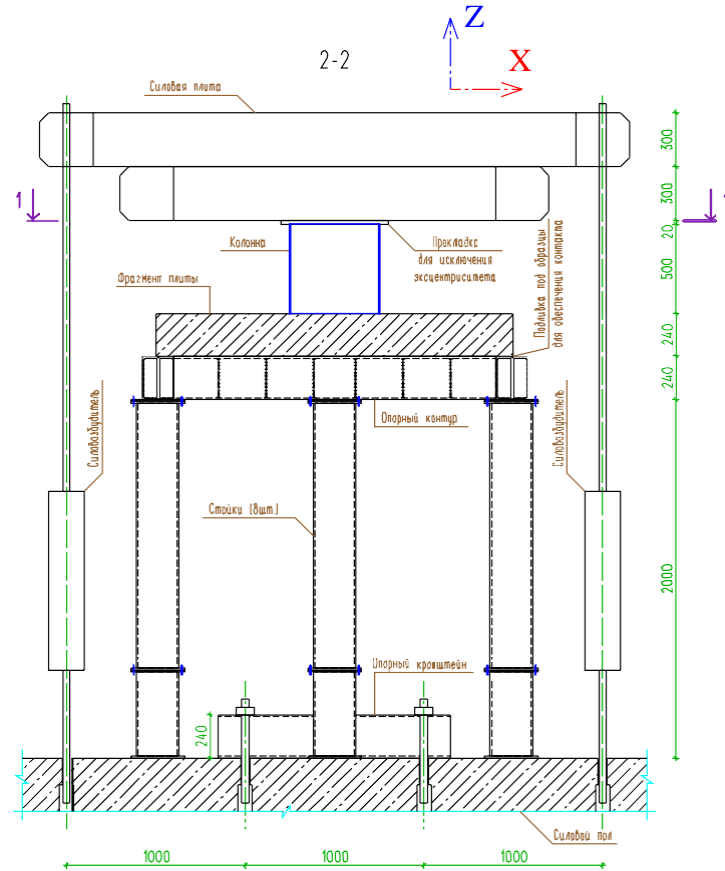 Z
X
2-2
Силовая плита
300
300
1
1
20
Колонна
Прокладка
для исключения
эксцентриситета
Подливка под образцы
для обеспечения контакта
500
Фрагмент плиты
240
240
Опорный контур
Силовозбудитель
Силовозбудитель
Стойки (8шт.)
2000
Опорный кронштейн
240
Силовой пол
1000
1000
1000